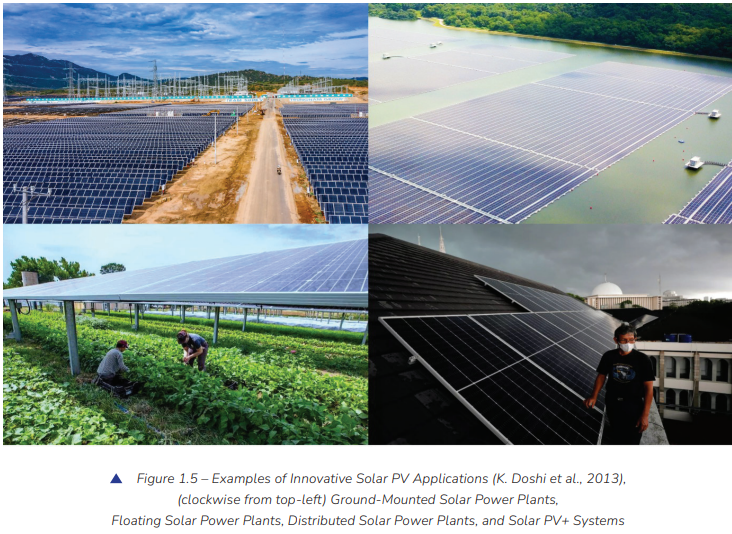 Figure 1.5 – Examples of Innovative Solar PV Applications (K. Doshi et al., 2013),
(clockwise from top-left) Ground-Mounted Solar Power Plants,
Floating Solar Power Plants, Distributed Solar Power Plants, and Solar PV+ Systems